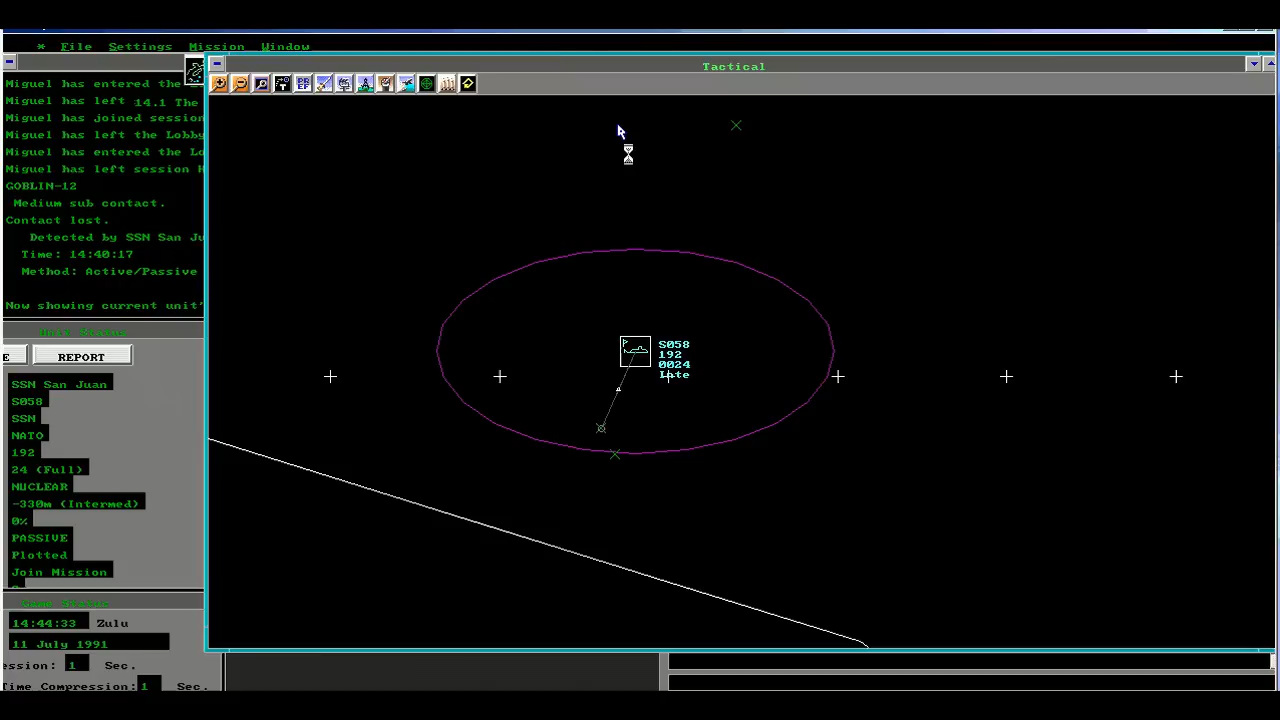 * File Settings Mission Window
Tactical
Miguel has entered the
Miguel has left 14.1 The
Miguel has joined session
Miguel has left the Lobby
Miguel has entered the Lo
Miguel has left session H
GOBLIN-12
Medium sub contact.
Contact lost.
Detected by SSN San Ju
Time: 14:40:17
Method: Active/Passive
Now showing current unit'
Unit Status
E REPORT
SSN San Juan
S058
SSN
NATO
192
24 (Full)
NUCLEAR
-330m (Intermed)
0%
PASSIVE
Plotted
Join Mission
Game Status
14:44:33 Zulu
11 July 1991
ession: 1 Sec.
Time Compression: 1 Sec.
PR
EF
S058
192
0024
Inte